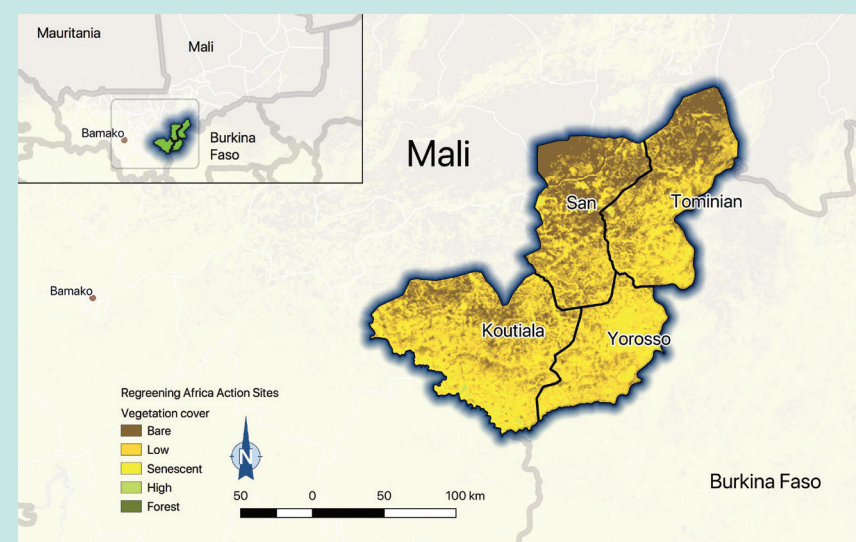 Mauritania
Mali
Bamako
Burkina
Faso
Mali
San
Tominian
Bamako
Koutiala
Yorosso
Regreening Africa Action Sites
Vegetation cover
Bare
Low
Senescent
High
Forest
N
50 0 50 100 km
Burkina Faso